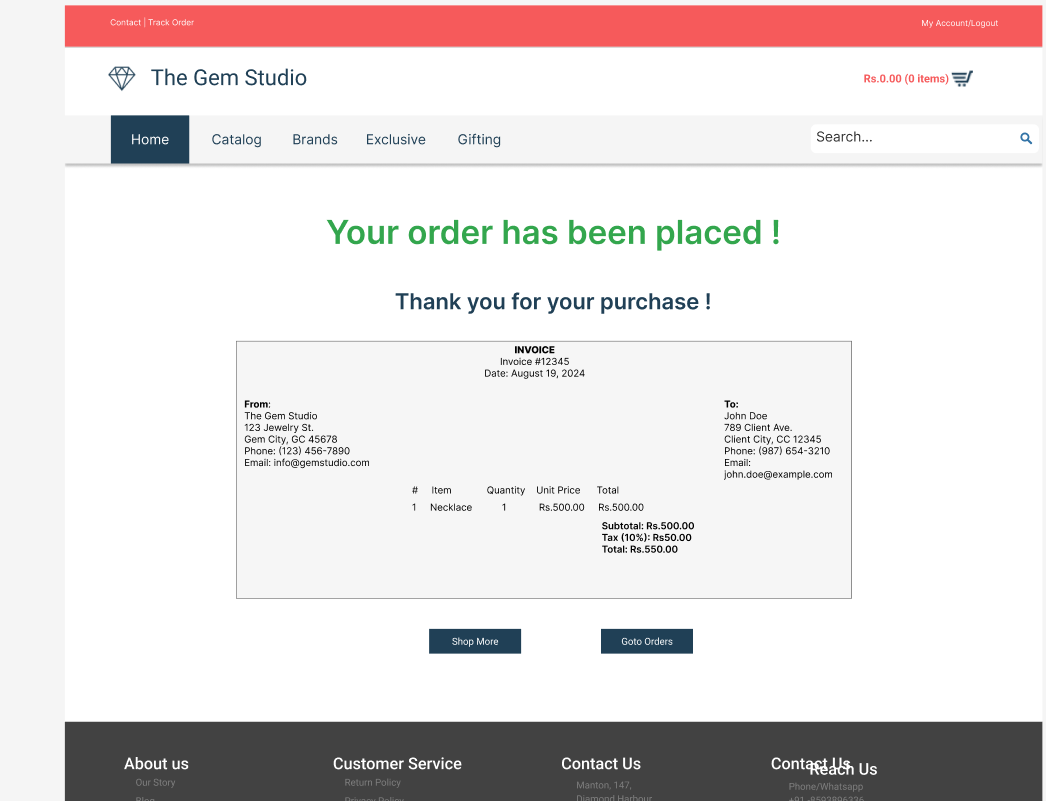 Contact | Track Order
My Account/Logout
The Gem Studio
Rs.0.00 (0 items)
Home
Catalog
Brands
Exclusive
Gifting
Search...
Your order has been placed !
Thank you for your purchase !
INVOICE
Invoice #12345
Date: August 19, 2024
From:
The Gem Studio
123 Jewelry St.
Gem City, GC 45678
Phone: (123) 456-7890
Email: info@gemstudio.com
To:
John Doe
789 Client Ave.
Client City, CC 12345
Phone: (987) 654-3210
Email:
john.doe@example.com
# Item Quantity Unit Price Total
1 Necklace 1 Rs.500.00 Rs.500.00
Subtotal: Rs.500.00
Tax (10%): Rs50.00
Total: Rs.550.00
Shop More
Goto Orders
About us
Our Story
Blog
Customer Service
Return Policy
Privacy Policy
Contact Us
Manton, 147,
Diamond Harbour
Contact Us
Reach Us
Phone/Whatsapp